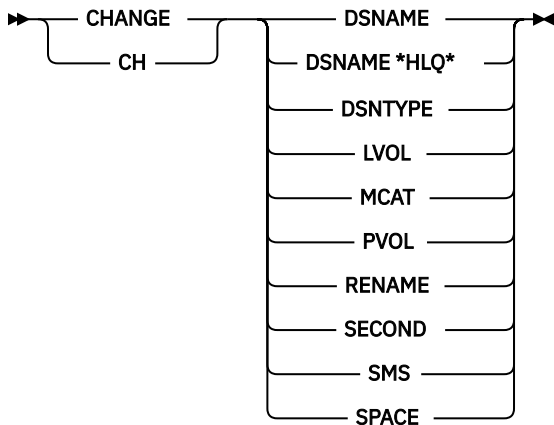 CHANGE DSNAME
CH DSNAME *HLQ*
DSNTYPE
LVOL
MCAT
PVOL
RENAME
SECOND
SMS
SPACE